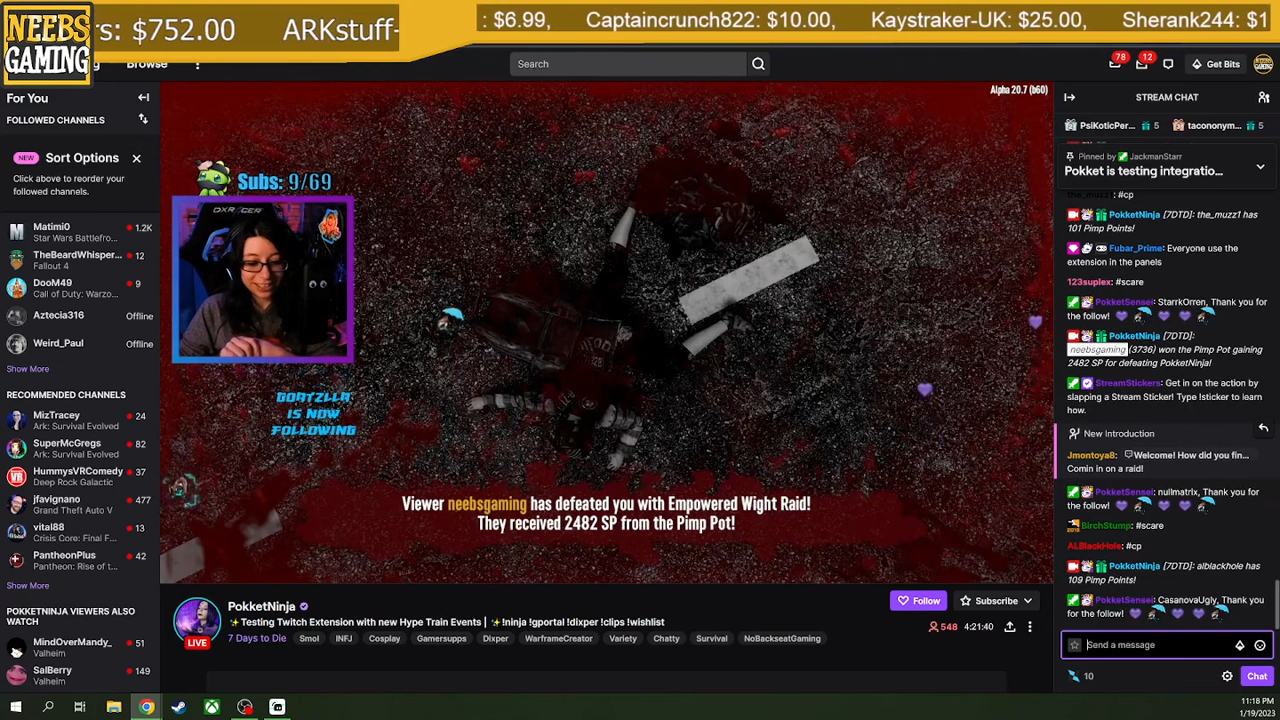 NEEBS
GAMING
rs: $752.00 ARKstuff-
: $6.99, Captaincrunch822: $10.00, Kaystraker-UK: $25.00, Sherank244: $1
Browse
Search
78
12
Get Bits
For You
FOLLOWED CHANNELS
NEW Sort Options
Click above to reorder your
followed channels.
Matimi0 1.2K
Star Wars Battlefro...
TheBeardWhisper... 12
Fallout 4
DooM49 9
Call of Duty: Warzo...
Aztecia316 Offline
Weird_Paul Offline
Show More
RECOMMENDED CHANNELS
MizTracey 24
Ark: Survival Evolved
SuperMcGregs 82
Ark: Survival Evolved
HummysVRComedy 37
Deep Rock Galactic
jfavignano 477
Grand Theft Auto V
vital88 13
Crisis Core: Final F...
PantheonPlus 42
Pantheon: Rise of t...
Show More
POKKETNINJA VIEWERS ALSO
WATCH
MindOverMandy_ 51
Valheim
SalBerry 149
Valheim
Alpha 20.7 (b60)
Subs: 9/69
DXRACER
GOATZLLA
IS NOW
FOLLOWING
Viewer neebsgaming has defeated you with Empowered Wight Raid!
They received 2482 SP from the Pimp Pot!
PokketNinja
LIVE
Testing Twitch Extension with new Hype Train Events | !ninja !gportal !dixper !clips !wishlist
7 Days to Die Smol INFJ Cosplay Gamersupps Dixper WarframeCreator Variety Chatty Survival NoBackseatGaming
Follow
Subscribe
548 4:21:40
STREAM CHAT
PsiKoticPer... 5 tacononym... 5
Pinned by JackmanStarr
Pokket is testing integratio...
the_muzz1: #cp
PokketNinja [7DTD]: the_muzz1 has
101 Pimp Points!
Fubar_Prime: Everyone use the
extension in the panels
123suplex: #scare
PokketSensei: StarrkOrren, Thank you for
the follow!
PokketNinja [7DTD]:
neebsgaming (3736) won the Pimp Pot gaining
2482 SP for defeating PokketNinja!
StreamStickers: Get in on the action by
slapping a Stream Sticker! Type !sticker to learn
how.
New Introduction
Jmontoya8: Welcome! How did you fin...
Comin in on a raid!
PokketSensei: nullmatrix, Thank you for
the follow!
BirchStump: #scare
ALBlackHole: #cp
PokketNinja [7DTD]: alblackhole has
109 Pimp Points!
PokketSensei: CasanovaUgly, Thank you
for the follow!
Send a message
10
Chat
11:18 PM
1/19/2023